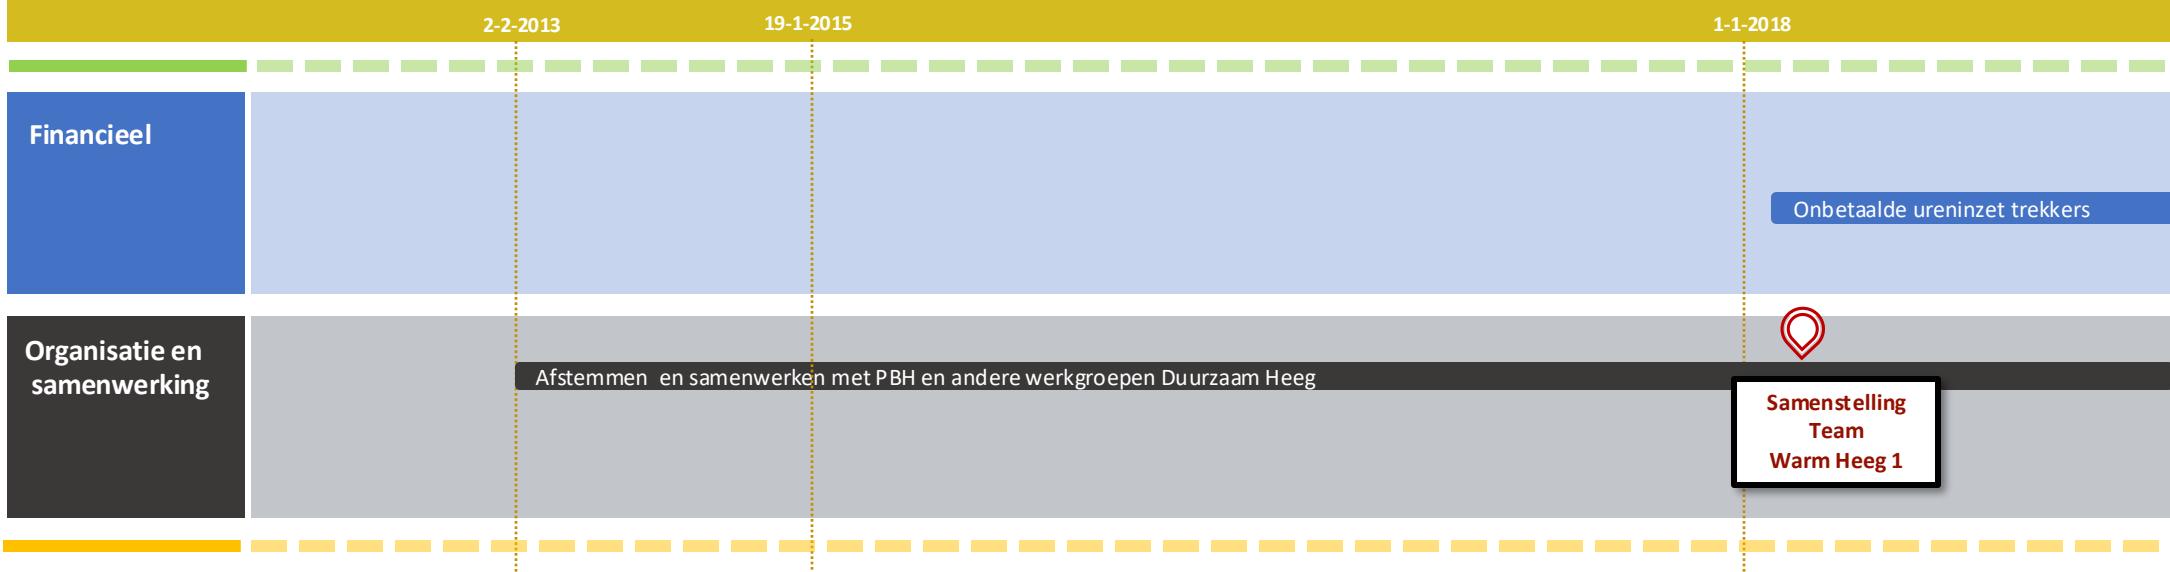 2-2-2013
19-1-2015
1-1-2018
Financieel
Onbetaalde ureninzet trekkers
Organisatie en
samenwerking
Afstemmen en samenwerken met PBH en andere werkgroepen Duurzaam Heeg
Samenstelling
Team
Warm Heeg 1